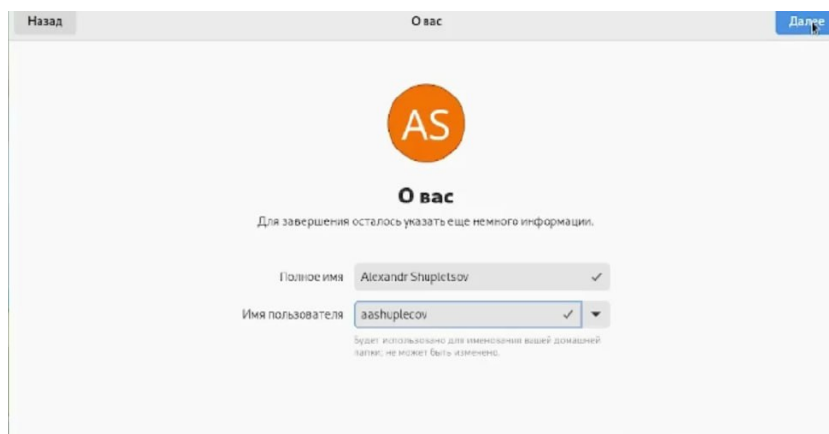 Назад О вас Далее
AS
О вас
Для завершения осталось указать еще немного информации.
Полное имя Alexandr Shupletsov
Имя пользователя aashuplecov
Будет использовано для именования вашей домашней
папки; не может быть изменено.